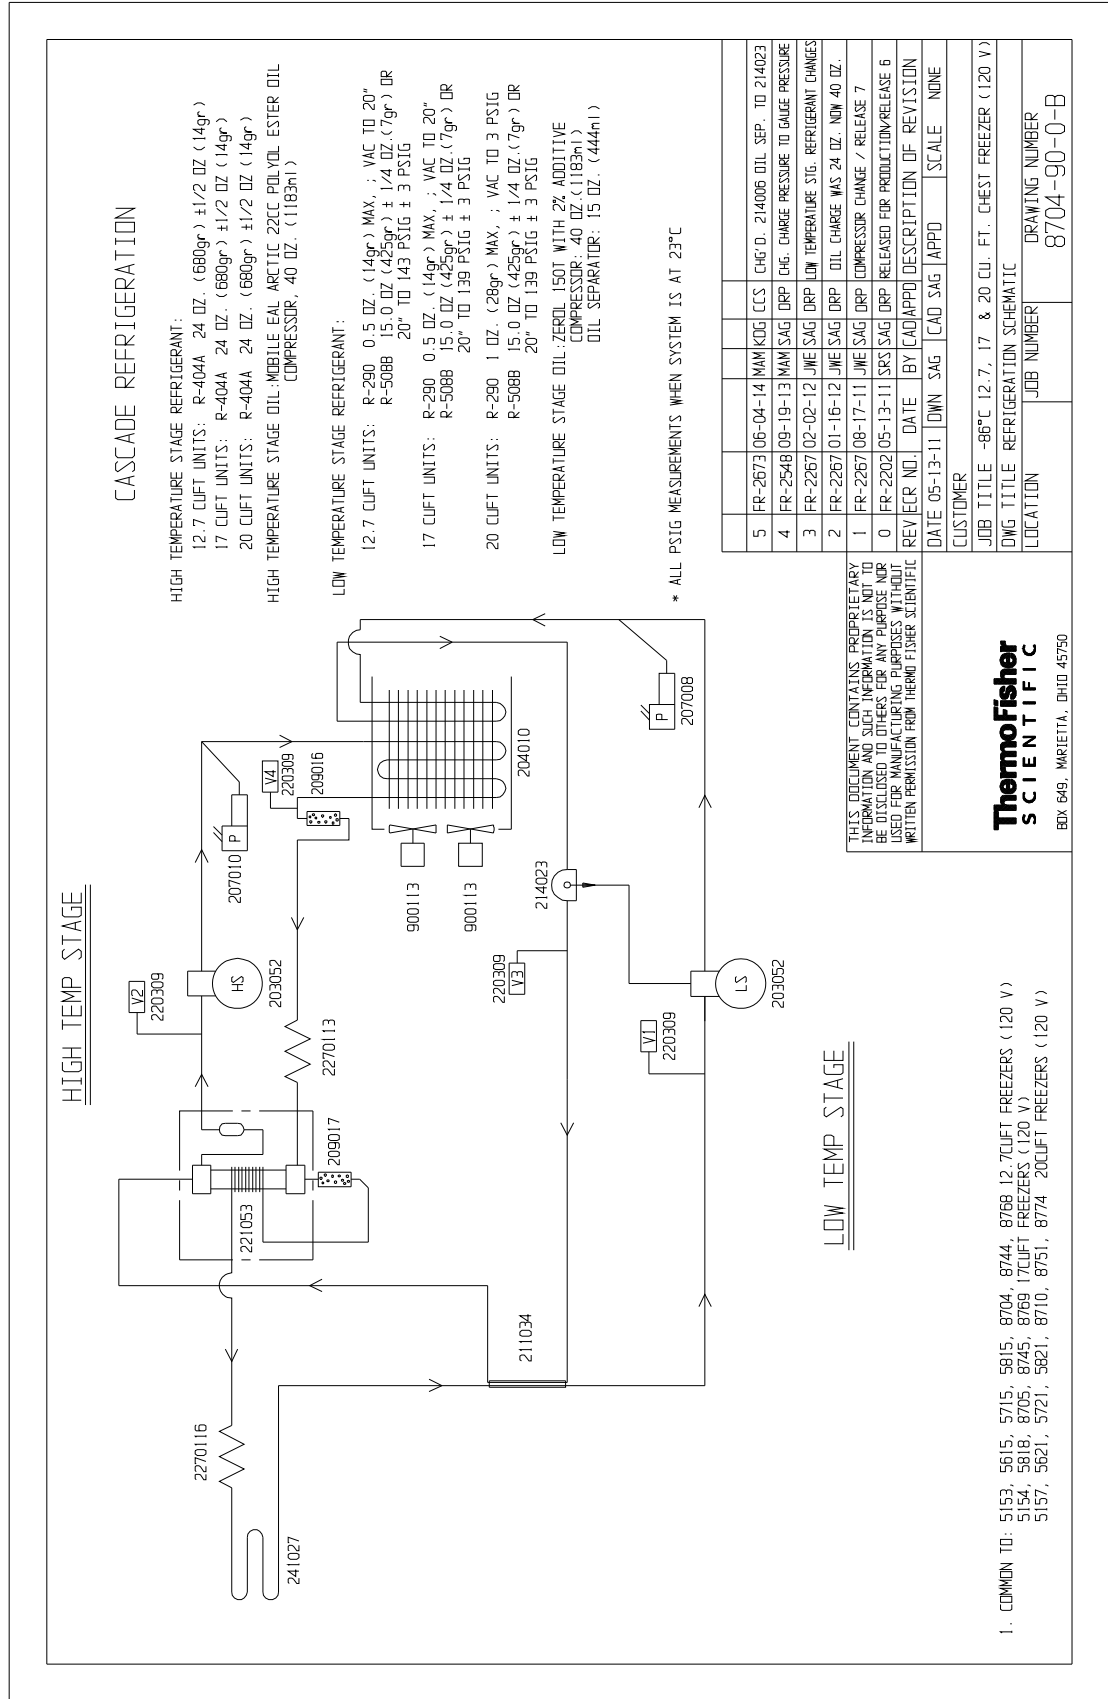 HIGH TEMP STAGE
LOW TEMP STAGE
CASCADE REFRIGERATION
HIGH TEMPERATURE STAGE REFRIGERANT:
12.7 CUFT UNITS: R-404A 24 OZ. (680gr) ±1/2 OZ (14gr)
17 CUFT UNITS: R-404A 24 OZ. (680gr) ±1/2 OZ (14gr)
20 CUFT UNITS: R-404A 24 OZ. (680gr) ±1/2 OZ (14gr)
HIGH TEMPERATURE STAGE OIL:MOBILE EAL ARCTIC 22CC POLYOL ESTER OIL
COMPRESSOR, 40 OZ. (1183ml)
LOW TEMPERATURE STAGE REFRIGERANT:
12.7 CUFT UNITS: R-290 0.5 OZ. (14gr) MAX, ; VAC TO 20"
R-508B 15.0 OZ (425gr) ± 1/4 OZ.(7gr) OR
20" TO 143 PSIG ± 3 PSIG
17 CUFT UNITS: R-290 0.5 OZ. (14gr) MAX, ; VAC TO 20"
R-508B 15.0 OZ (425gr) ± 1/4 OZ.(7gr) OR
20" TO 139 PSIG ± 3 PSIG
20 CUFT UNITS: R-290 1 OZ. (28gr) MAX, ; VAC TO 3 PSIG
R-508B 15.0 OZ (425gr) ± 1/4 OZ.(7gr) OR
20" TO 139 PSIG ± 3 PSIG
LOW TEMPERATURE STAGE OIL:ZEROL 150T WITH 2% ADDITIVE
COMPRESSOR: 40 OZ.(1183ml)
OIL SEPARATOR: 15 OZ. (444ml)
* ALL PSIG MEASUREMENTS WHEN SYSTEM IS AT 23°C
V2
220309
HS
203052
P
207010
V4
220309
209016
204010
900113
900113
2270113
209017
221053
2270116
241027
211034
214023
220309
V3
V1
220309
LS
203052
P
207008
1. COMMON TO: 5153, 5615, 5715, 5815, 8704, 8744, 8768 12.7CUFT FREEZERS (120 V)
5154, 5818, 8705, 8745, 8769 17CUFT FREEZERS (120 V)
5157, 5621, 5721, 5821, 8710, 8751, 8774 20CUFT FREEZERS (120 V)
THIS DOCUMENT CONTAINS PROPRIETARY
INFORMATION AND SUCH INFORMATION IS NOT TO
BE DISCLOSED TO OTHERS FOR ANY PURPOSE NOR
USED FOR MANUFACTURING PURPOSES WITHOUT
WRITTEN PERMISSION FROM THERMO FISHER SCIENTIFIC
ThermoFisher
SCIENTIFIC
BOX 649, MARIETTA, OHIO 45750
5 FR-2673 06-04-14 MAM KDG CCS CHG'D. 214006 OIL SEP. TO 214023
4 FR-2548 09-19-13 MAM SAG DRP CHG. CHARGE PRESSURE TO GAUGE PRESSURE
3 FR-2267 02-02-12 JWE SAG DRP LOW TEMPERATURE STG. REFRIGERANT CHANGES
2 FR-2267 01-16-12 JWE SAG DRP OIL CHARGE WAS 24 OZ. NOW 40 OZ.
1 FR-2267 08-17-11 JWE SAG DRP COMPRESSOR CHANGE / RELEASE 7
0 FR-2202 05-13-11 SRS SAG DRP RELEASED FOR PRODUCTION/RELEASE 6
REV ECR NO. DATE BY CAD APPD DESCRIPTION OF REVISION
DATE 05-13-11 DWN SAG CAD SAG APPD SCALE NONE
CUSTOMER
JOB TITLE -86°C 12.7, 17 & 20 CU. FT. CHEST FREEZER (120 V)
DWG TITLE REFRIGERATION SCHEMATIC
LOCATION JOB NUMBER DRAWING NUMBER
8704-90-0-B